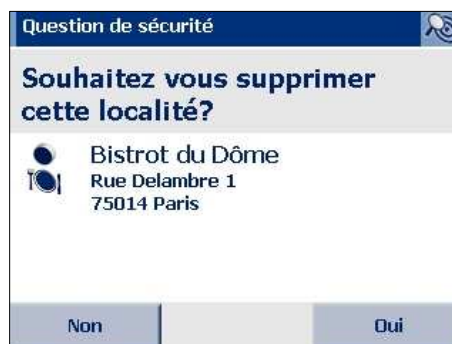 Question de sécurité
Souhaitez vous supprimer
cette localité?
Bistrot du Dôme
Rue Delambre 1
75014 Paris
Non
Oui